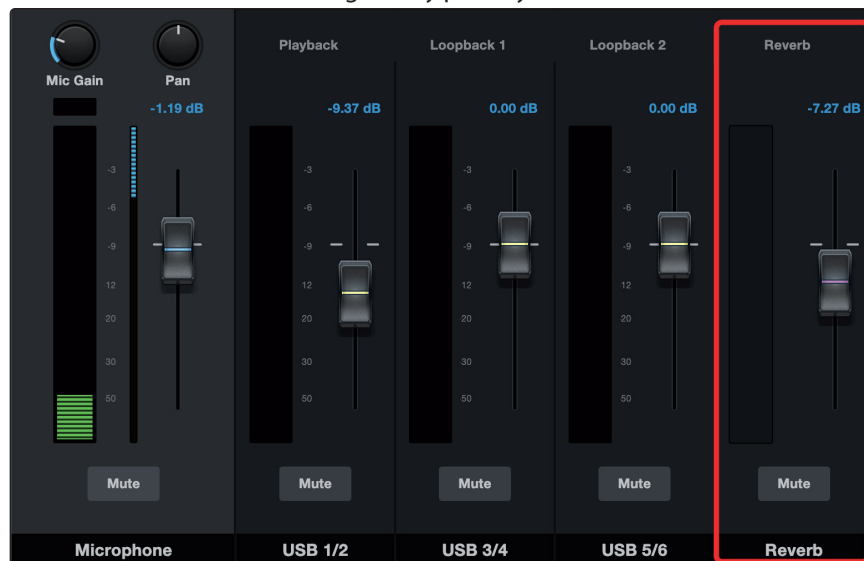 Playback Loopback 1 Loopback 2 Reverb
Mic Gain Pan
-1.19 dB -9.37 dB 0.00 dB 0.00 dB -7.27 dB
-3 -3 -3 -3
-6 -6 -6 -6
-9 -9 -9 -9
12 12 12 12
20 20 20 20
30 30 30 30
50 50 50 50
Mute Mute Mute Mute Mute
Microphone USB 1/2 USB 3/4 USB 5/6 Reverb